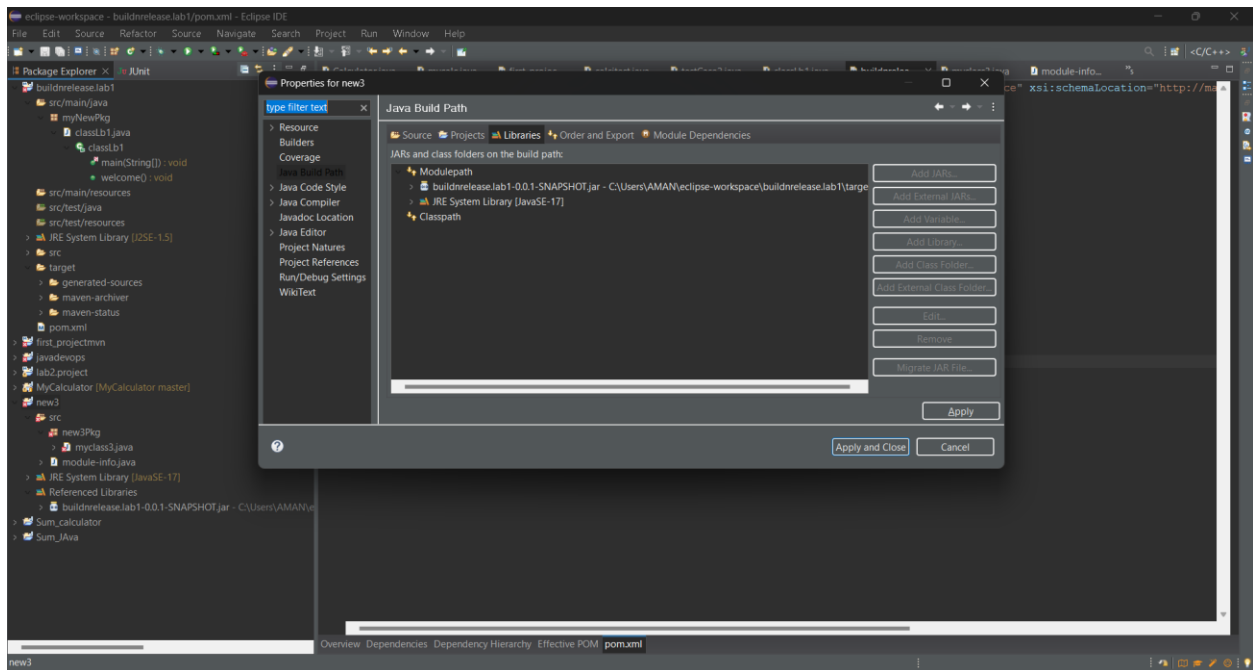 eclipse-workspace - buildnrelease.lab1/pom.xml - Eclipse IDE
File Edit Source Refactor Source Navigate Search Project Run Window Help
<C/C++>
Package Explorer JUnit
module-info...
buildnrelease.lab1
src/main/java
myNewPkg
classLb1.java
classLb1
main(String[]) : void
welcome() : void
src/main/resources
src/test/java
src/test/resources
JRE System Library [J2SE-1.5]
src
target
generated-sources
maven-archiver
maven-status
pom.xml
first_projectmvn
javadevops
lab2.project
MyCalculator [MyCalculator master]
new3
src
new3Pkg
myclass3.java
module-info.java
JRE System Library [JavaSE-17]
Referenced Libraries
buildnrelease.lab1-0.0.1-SNAPSHOT.jar - C:\Users\AMAN\e
Sum_calculator
Sum_JAva
ce" xsi:schemaLocation="http://ma
Properties for new3
type filter text
Resource
Builders
Coverage
Java Build Path
Java Code Style
Java Compiler
Javadoc Location
Java Editor
Project Natures
Project References
Run/Debug Settings
WikiText
Java Build Path
Source Projects Libraries Order and Export Module Dependencies
JARs and class folders on the build path:
Modulepath
buildnrelease.lab1-0.0.1-SNAPSHOT.jar - C:\Users\AMAN\eclipse-workspace\buildnrelease.lab1\targe
JRE System Library [JavaSE-17]
Classpath
Add JARs...
Add External JARs...
Add Variable...
Add Library...
Add Class Folder...
Add External Class Folder...
Edit...
Remove
Migrate JAR File...
Apply
Apply and Close Cancel
Overview Dependencies Dependency Hierarchy Effective POM pom.xml
new3